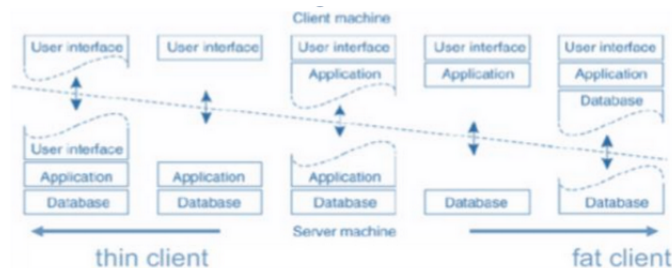 Client machine
User interface User interface User interface User interface User interface
Application Application Application
Database
User interface
Application Application Application
Database Database Database Database Database
Server machine
thin client fat client